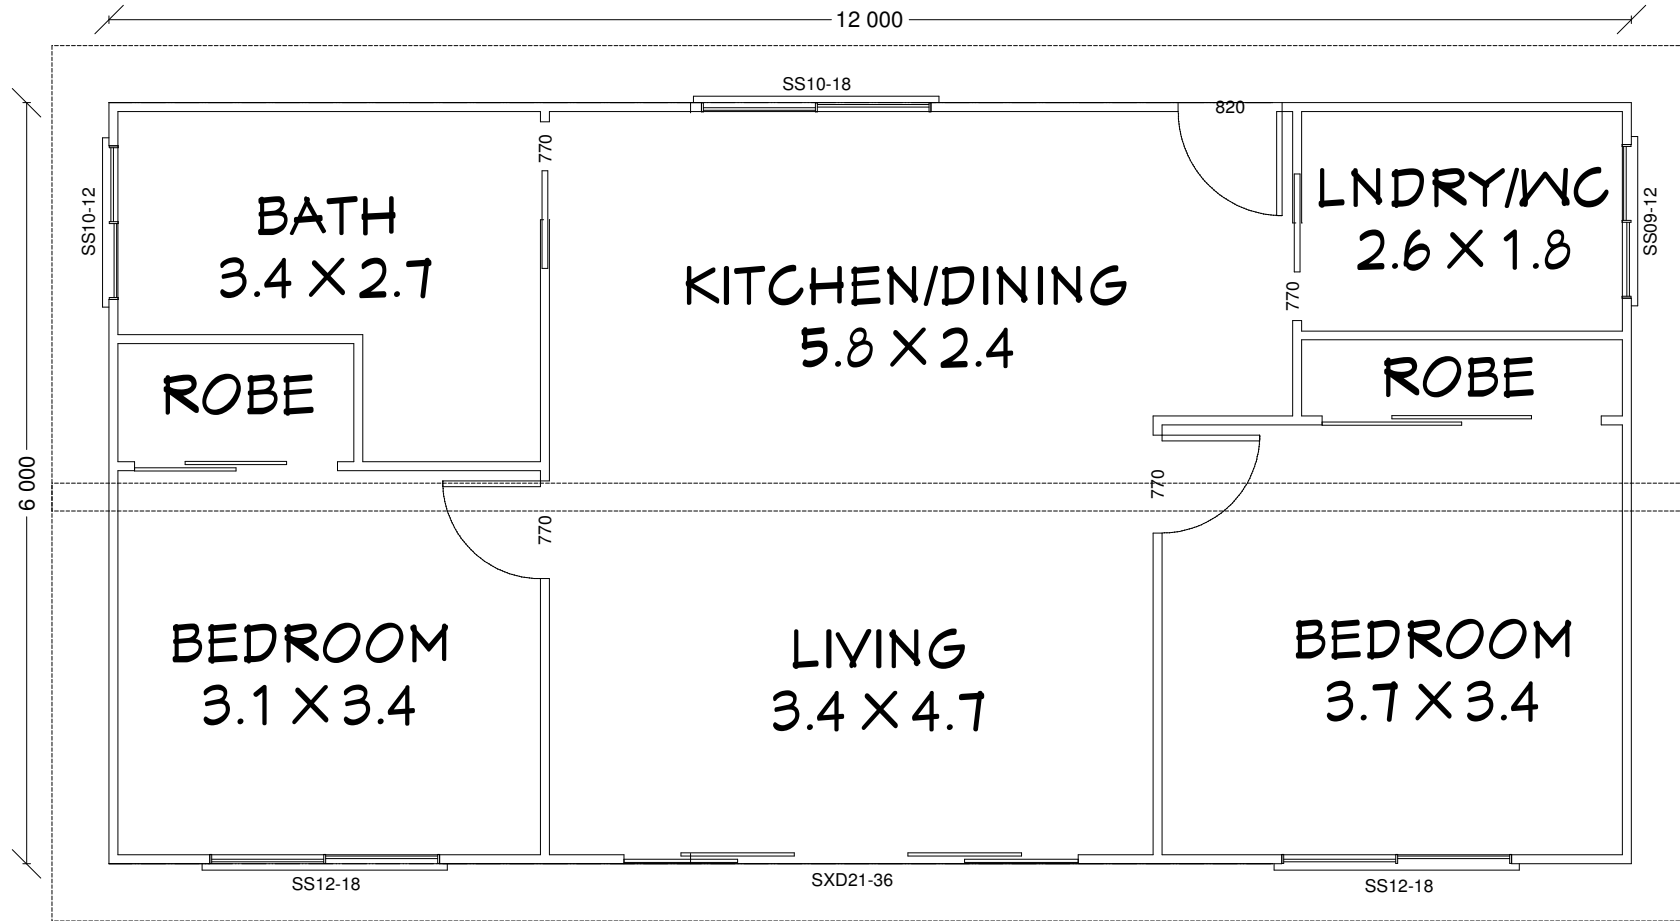 12 000
SS10-18
820
770
SS10-12
BATH
3.4 X 2.7
LNDRY/WC
2.6 X 1.8
SS09-12
KITCHEN/DINING
5.8 X 2.4
770
ROBE
ROBE
6 000
770
770
BEDROOM
3.1 X 3.4
LIVING
3.4 X 4.7
BEDROOM
3.7 X 3.4
SS12-18
SXD21-36
SS12-18